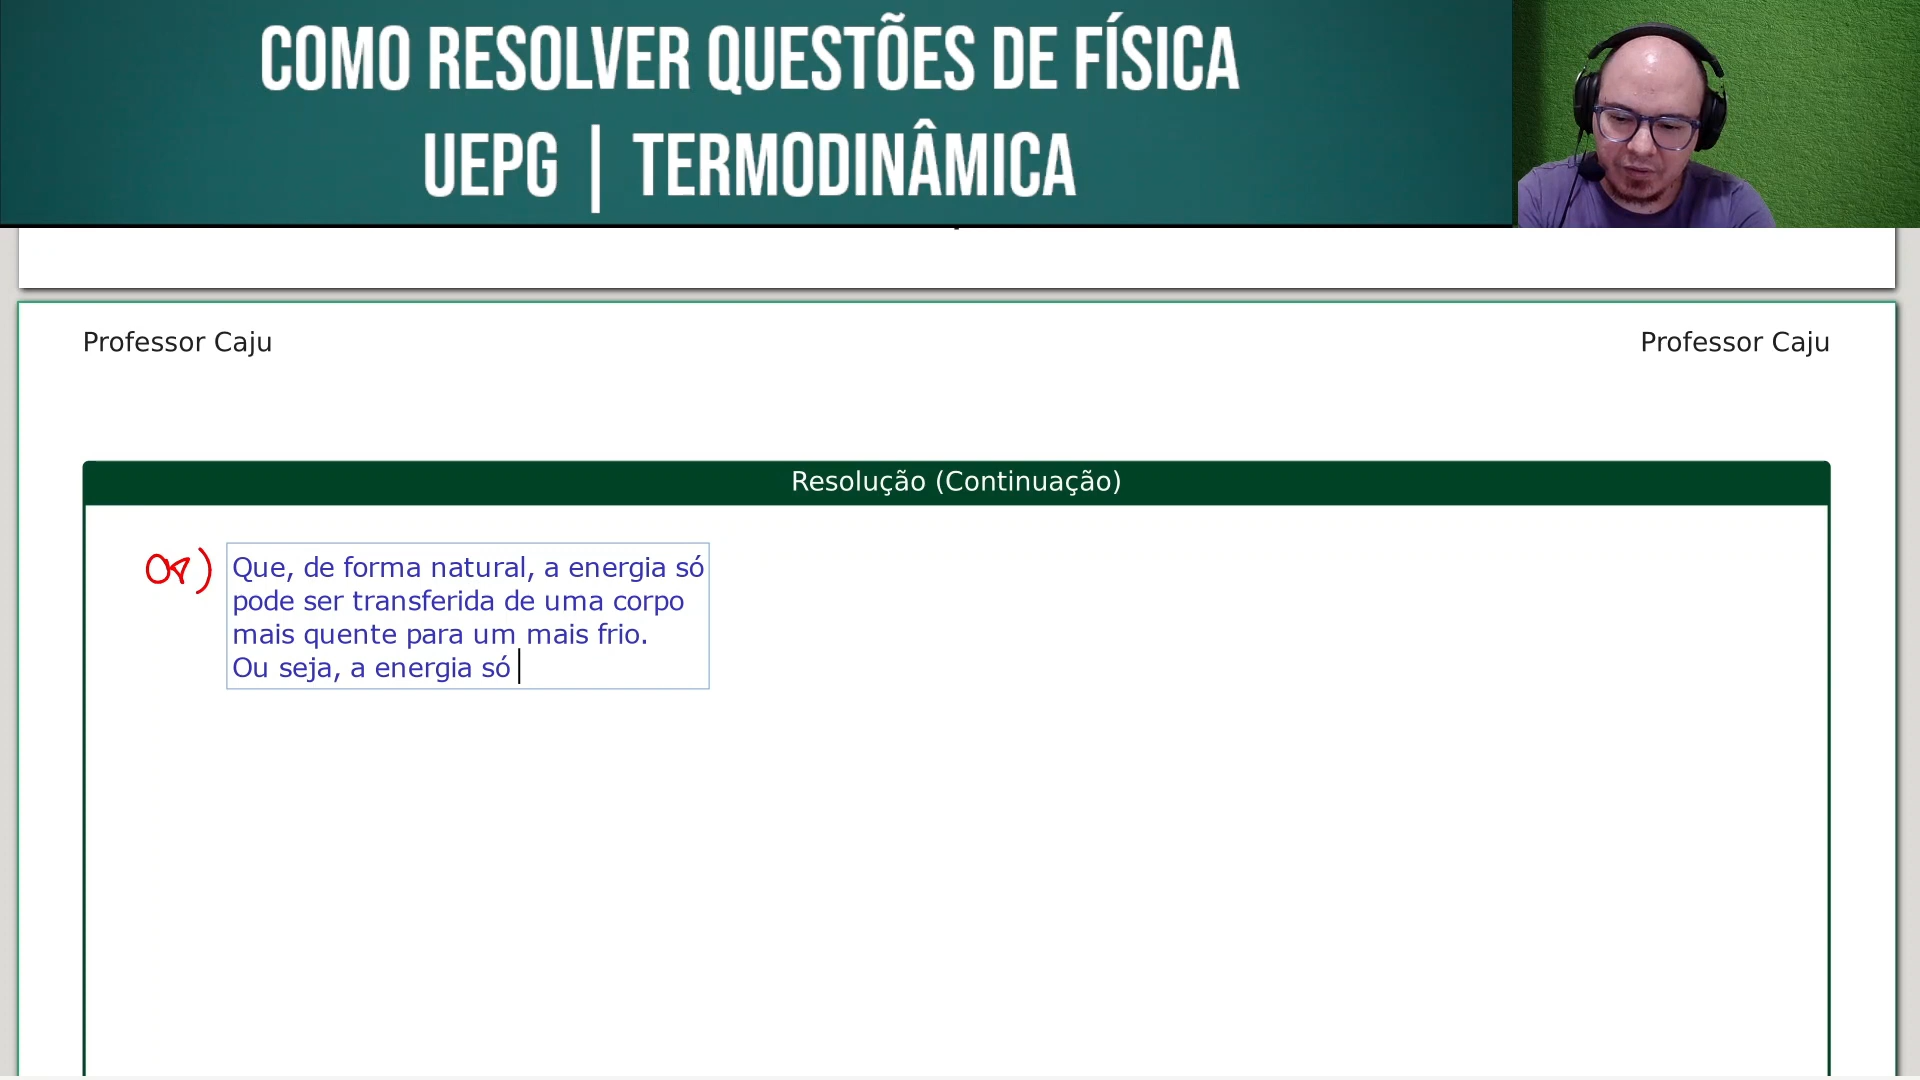 COMO RESOLVER QUESTÕES DE FÍSICA
UEPG | TERMODINÂMICA
Professor Caju
Professor Caju
Resolução (Continuação)
Que, de forma natural, a energia só
pode ser transferida de uma corpo
mais quente para um mais frio.
Ou seja, a energia só